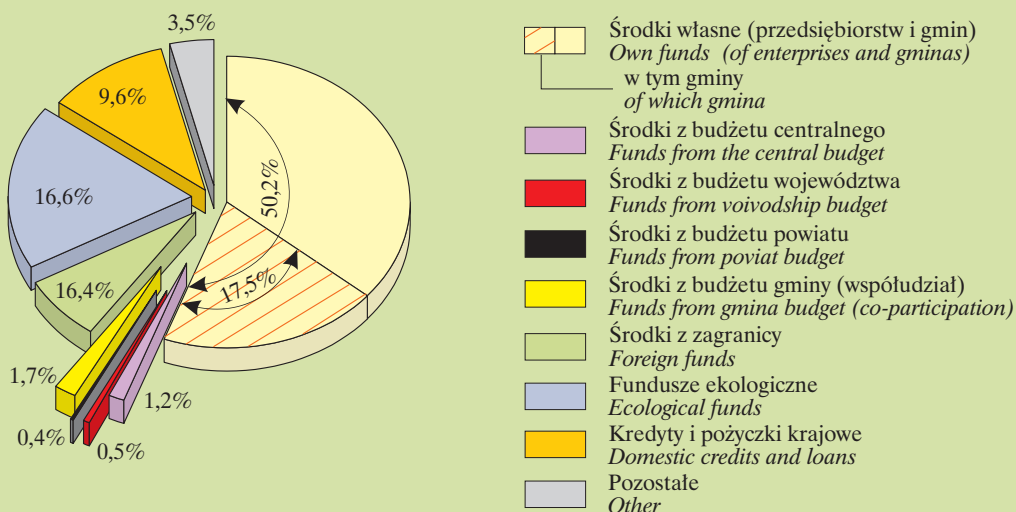 3,5%
9,6%
16,6%
16,4%
1,7%
0,4%
0,5%
1,2%
17,5%
50,2%
Środki własne (przedsiębiorstw i gmin)
Own funds (of enterprises and gminas)
w tym gminy
of which gmina
Środki z budżetu centralnego
Funds from the central budget
Środki z budżetu województwa
Funds from voivodship budget
Środki z budżetu powiatu
Funds from poviat budget
Środki z budżetu gminy (współudział)
Funds from gmina budget (co-participation)
Środki z zagranicy
Foreign funds
Fundusze ekologiczne
Ecological funds
Kredyty i pożyczki krajowe
Domestic credits and loans
Pozostałe
Other